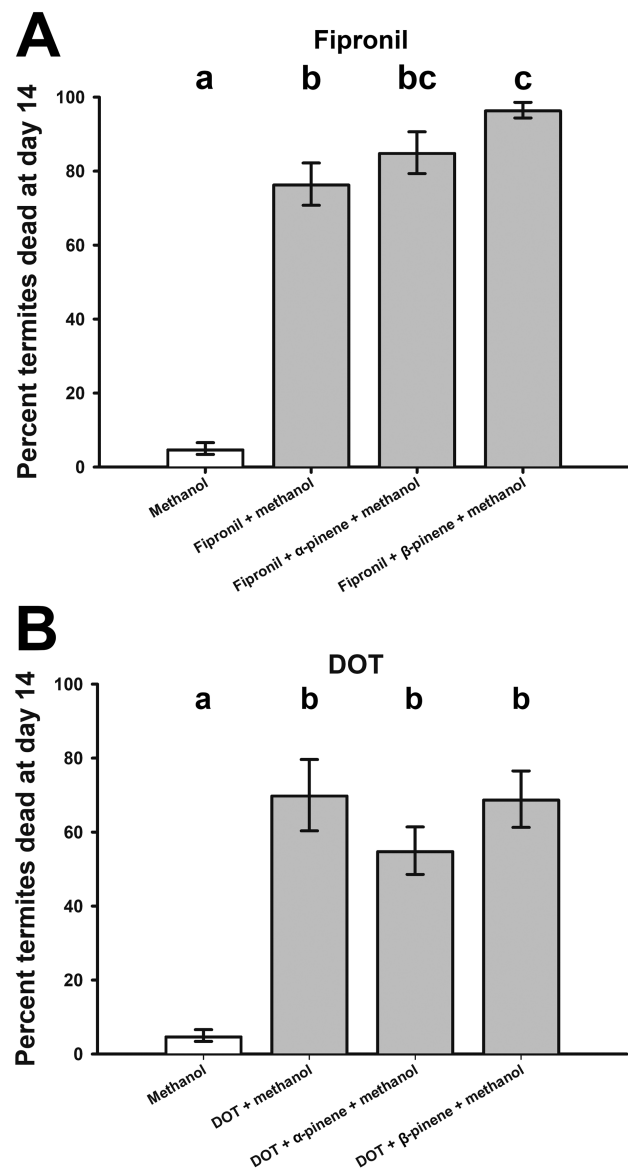 A
Fipronil
a b bc c
Percent termites dead at day 14
100
80
60
40
20
0
Methanol
Fipronil + methanol
Fipronil + α-pinene + methanol
Fipronil + β-pinene + methanol
B
DOT
a b b b
Percent termites dead at day 14
100
80
60
40
20
0
Methanol
DOT + methanol
DOT + α-pinene + methanol
DOT + β-pinene + methanol